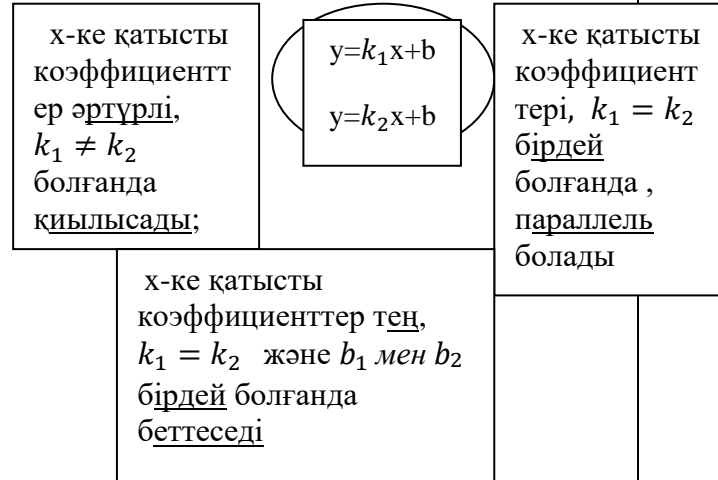 х-ке қатысты
коэффициентт
ер әртүрлі,
k₁ ≠ k₂
болғанда
қиылысады;
y=k₁x+b
y=k₂x+b
х-ке қатысты
коэффициент
тері, k₁ = k₂
бірдей
болғанда ,
параллель
болады
х-ке қатысты
коэффициенттер тең,
k₁ = k₂ және b₁ мен b₂
бірдей болғанда
беттеседі